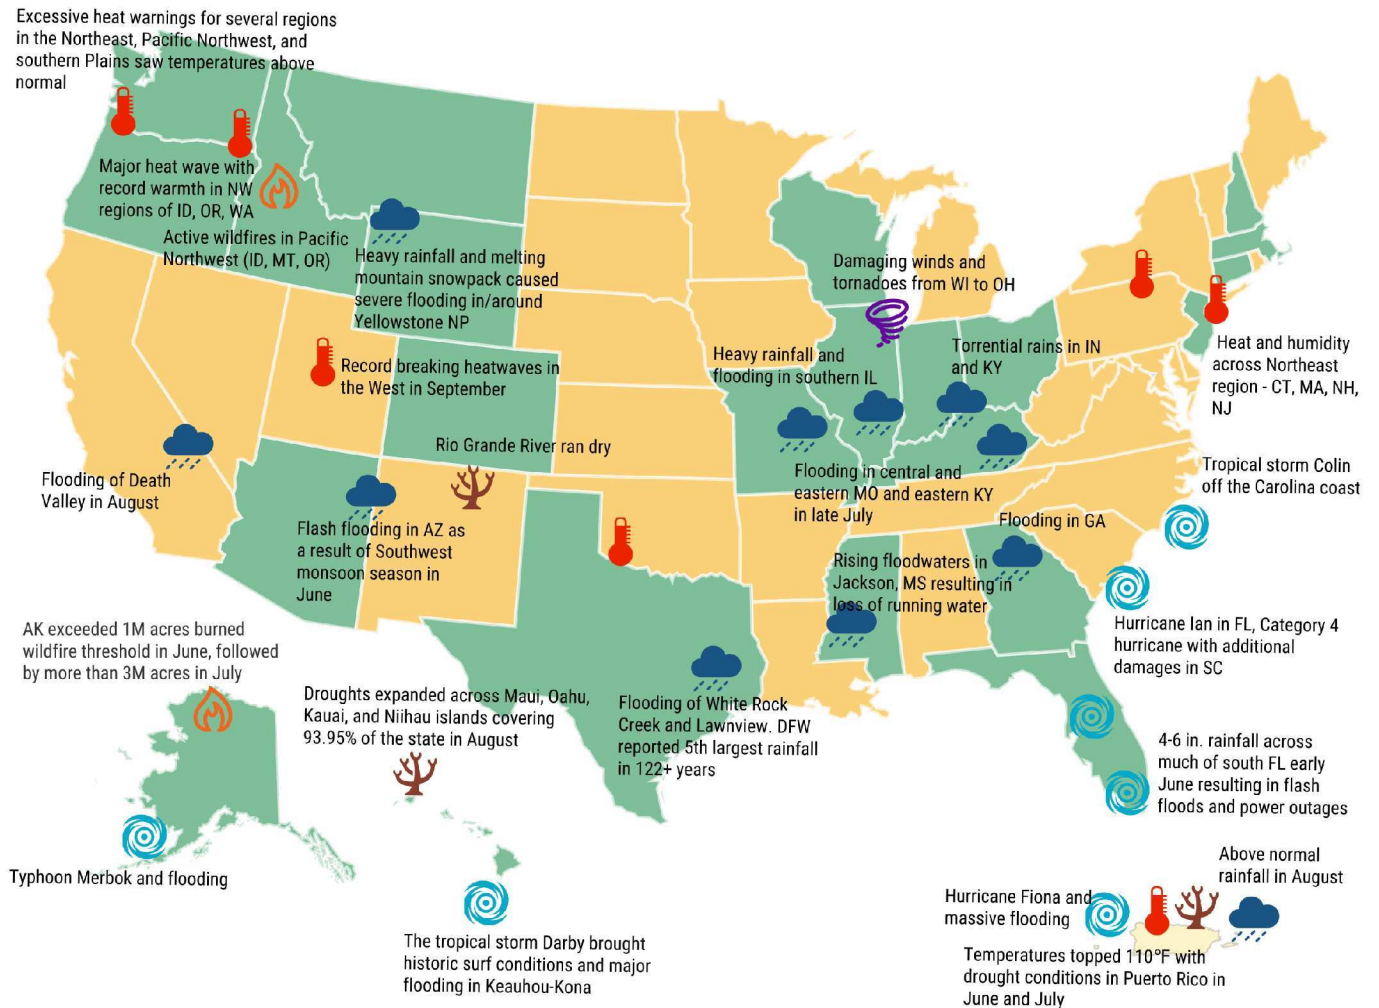 Excessive heat warnings for several regions
in the Northeast, Pacific Northwest, and
southern Plains saw temperatures above
normal
Major heat wave with
record warmth in NW
regions of ID, OR, WA
Active wildfires in Pacific
Northwest (ID, MT, OR)
Heavy rainfall and melting
mountain snowpack caused
severe flooding in/around
Yellowstone NP
Damaging winds and
tornadoes from WI to OH
Heavy rainfall and
flooding in southern IL
Torrential rains in IN
and KY
Heat and humidity
across Northeast
region - CT, MA, NH,
NJ
Record breaking heatwaves in
the West in September
Rio Grande River ran dry
Flooding of Death
Valley in August
Flooding in central and
eastern MO and eastern KY
in late July
Tropical storm Colin
off the Carolina coast
Flash flooding in AZ as
a result of Southwest
monsoon season in
June
Flooding in GA
Rising floodwaters in
Jackson, MS resulting in
loss of running water
Hurricane Ian in FL, Category 4
hurricane with additional
damages in SC
AK exceeded 1M acres burned
wildfire threshold in June, followed
by more than 3M acres in July
Droughts expanded across Maui, Oahu,
Kauai, and Niihau islands covering
93.95% of the state in August
Flooding of White Rock
Creek and Lawnview. DFW
reported 5th largest rainfall
in 122+ years
4-6 in. rainfall across
much of south FL early
June resulting in flash
floods and power outages
Typhoon Merbok and flooding
The tropical storm Darby brought
historic surf conditions and major
flooding in Keauhou-Kona
Above normal
rainfall in August
Hurricane Fiona and
massive flooding
Temperatures topped 110°F with
drought conditions in Puerto Rico in
June and July